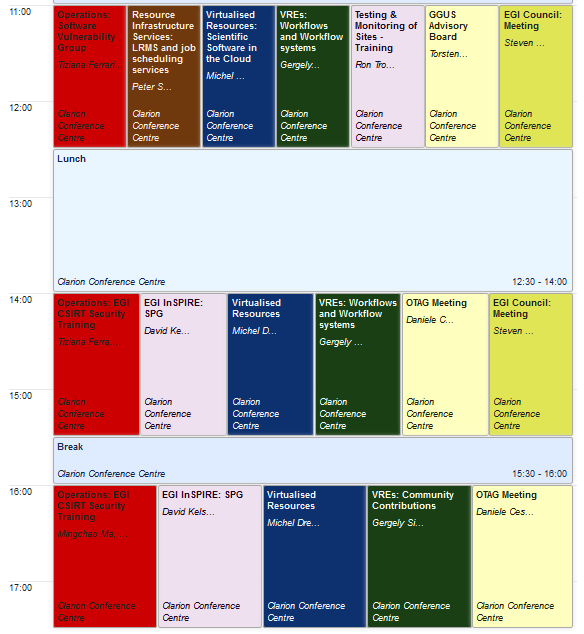 11:00
Operations:
Software
Vulnerability
Group
Tiziana Ferrari...
Clarion
Conference
Centre
Resource
Infrastructure
Services:
LRMS and job
scheduling
services
Peter S...
Clarion
Conference
Centre
Virtualised
Resources:
Scientific
Software in
the Cloud
Michel ...
Clarion
Conference
Centre
VREs:
Workflows
and Workflow
systems
Gergely...
Clarion
Conference
Centre
Testing &
Monitoring of
Sites -
Training
Ron Tro...
Clarion
Conference
Centre
GGUS
Advisory
Board
Torsten...
Clarion
Conference
Centre
EGI Council:
Meeting
Steven ...
Clarion
Conference
Centre
12:00
Lunch
13:00
Clarion Conference Centre
12:30 - 14:00
14:00
Operations: EGI
CSIRT Security
Training
Tiziana Ferra...
Clarion
Conference
Centre
EGI InSPIRE:
SPG
David Ke...
Clarion
Conference
Centre
Virtualised
Resources
Michel D...
Clarion
Conference
Centre
VREs: Workflows
and Workflow
systems
Gergely ...
Clarion
Conference
Centre
OTAG Meeting
Daniele C...
Clarion
Conference
Centre
EGI Council:
Meeting
Steven ...
Clarion
Conference
Centre
15:00
Break
Clarion Conference Centre
15:30 - 16:00
16:00
Operations: EGI
CSIRT Security
Training
Mingchao Ma, ...
Clarion Conference
Centre
EGI InSPIRE: SPG
David Kels...
Clarion Conference
Centre
Virtualised
Resources
Michel Dre...
Clarion Conference
Centre
VREs: Community
Contributions
Gergely Si...
Clarion Conference
Centre
OTAG Meeting
Daniele Ces...
Clarion Conference
Centre
17:00